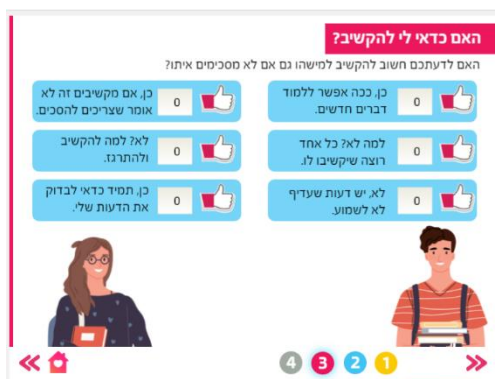 האם כדאי לי להקשיב?
האם לדעתכם חשוב להקשיב למישהו גם אם לא מסכימים איתו?
כן, ככה אפשר ללמוד
דברים חדשים.
0
כן, אם מקשיבים זה לא
אומר שצריכים להסכים.
0
למה לא? כל אחד
רוצה שיקשיבו לו.
0
לא? למה להקשיב
ולהתרגז.
0
לא, יש דעות שעדיף
לא לשמוע.
0
כן, תמיד כדאי לבדוק
את הדעות שלי.
0
1 2 3 4